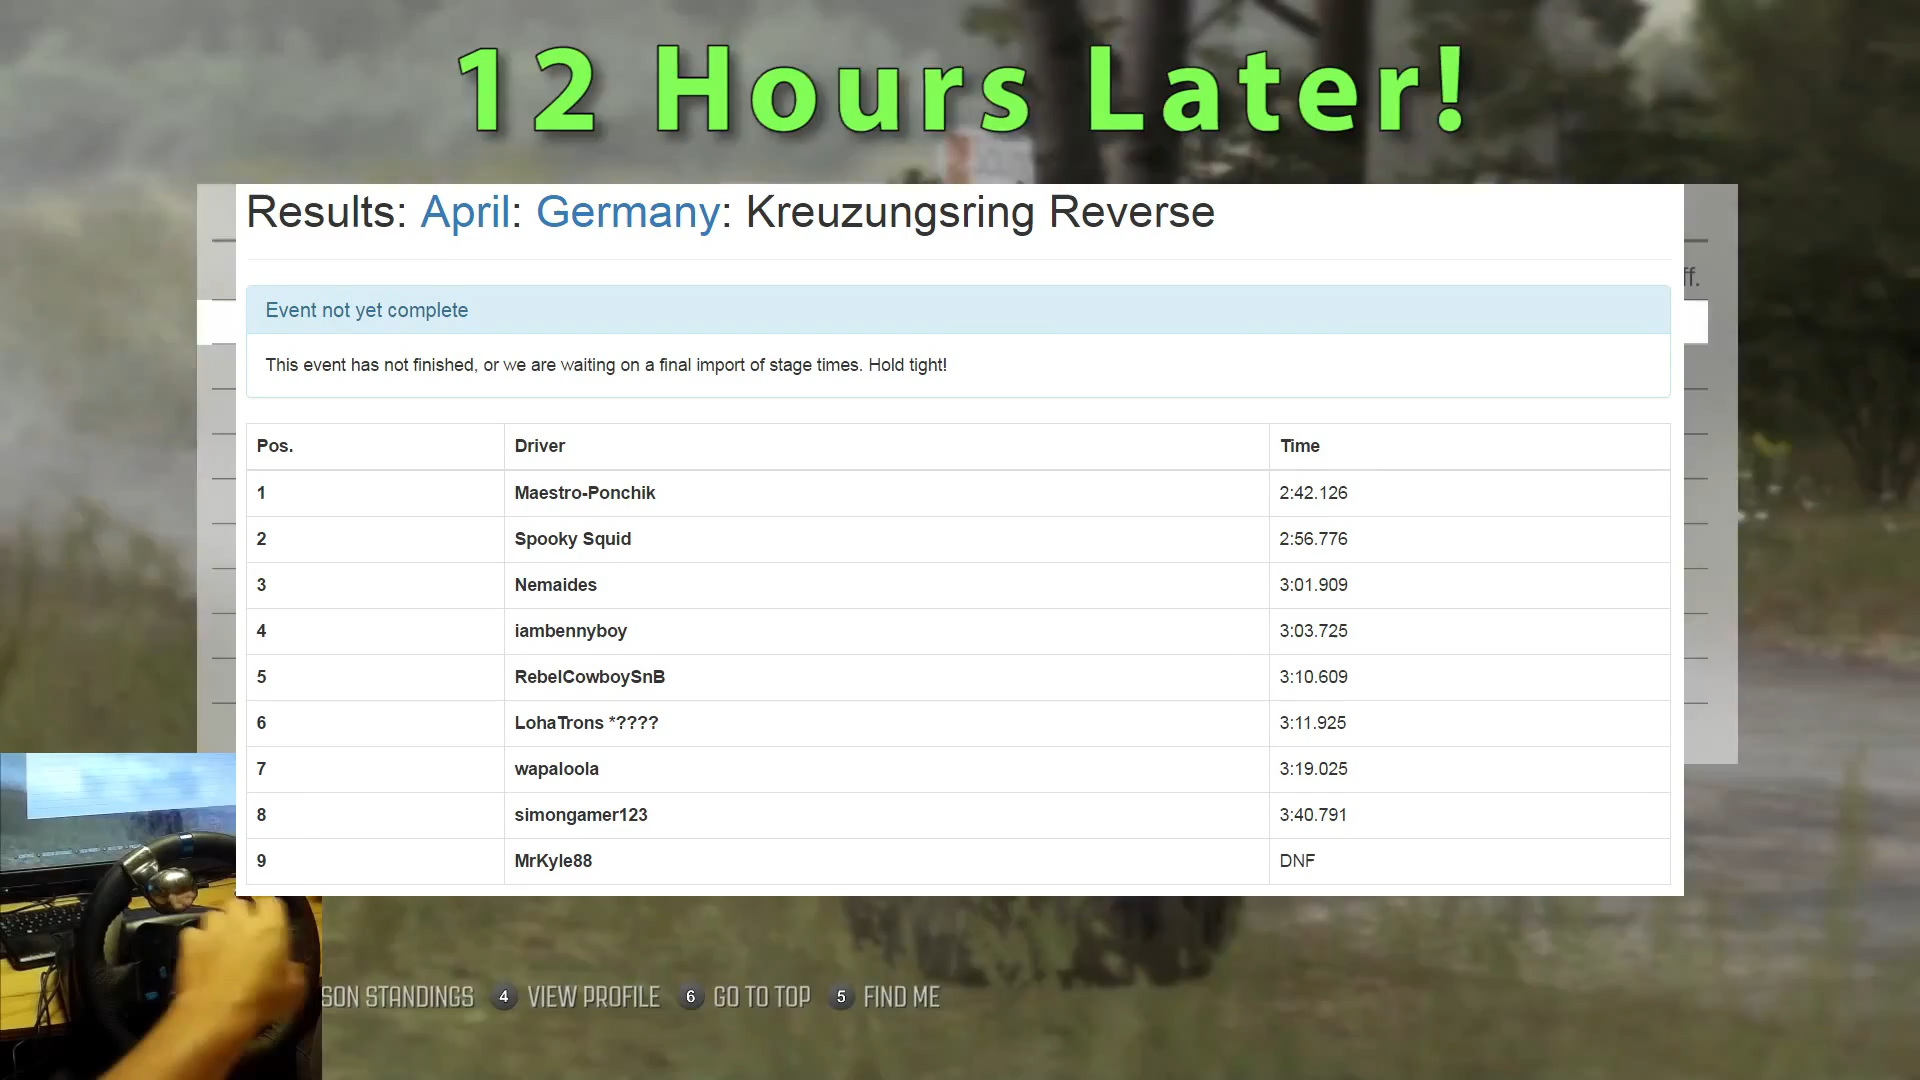 12 Hours Later!
Results: April: Germany: Kreuzungsring Reverse
ff.
Event not yet complete
This event has not finished, or we are waiting on a final import of stage times. Hold tight!
Pos. Driver Time
1 Maestro-Ponchik 2:42.126
2 Spooky Squid 2:56.776
3 Nemaides 3:01.909
4 iambennyboy 3:03.725
5 RebelCowboySnB 3:10.609
6 LohaTrons *???? 3:11.925
7 wapaloola 3:19.025
8 simongamer123 3:40.791
9 MrKyle88 DNF
SON STANDINGS 4 VIEW PROFILE 6 GO TO TOP 5 FIND ME